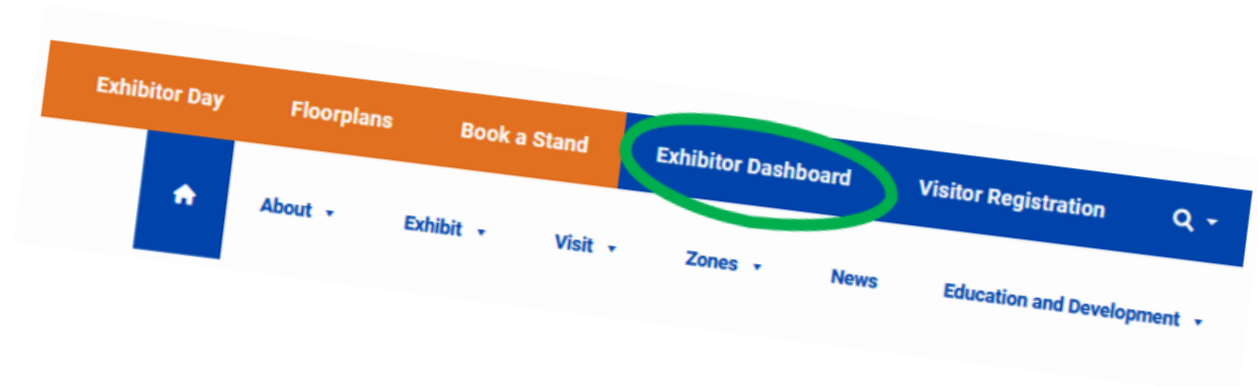 Exhibitor Day Floorplans Book a Stand Exhibitor Dashboard Visitor Registration
About Exhibit Visit Zones News Education and Development